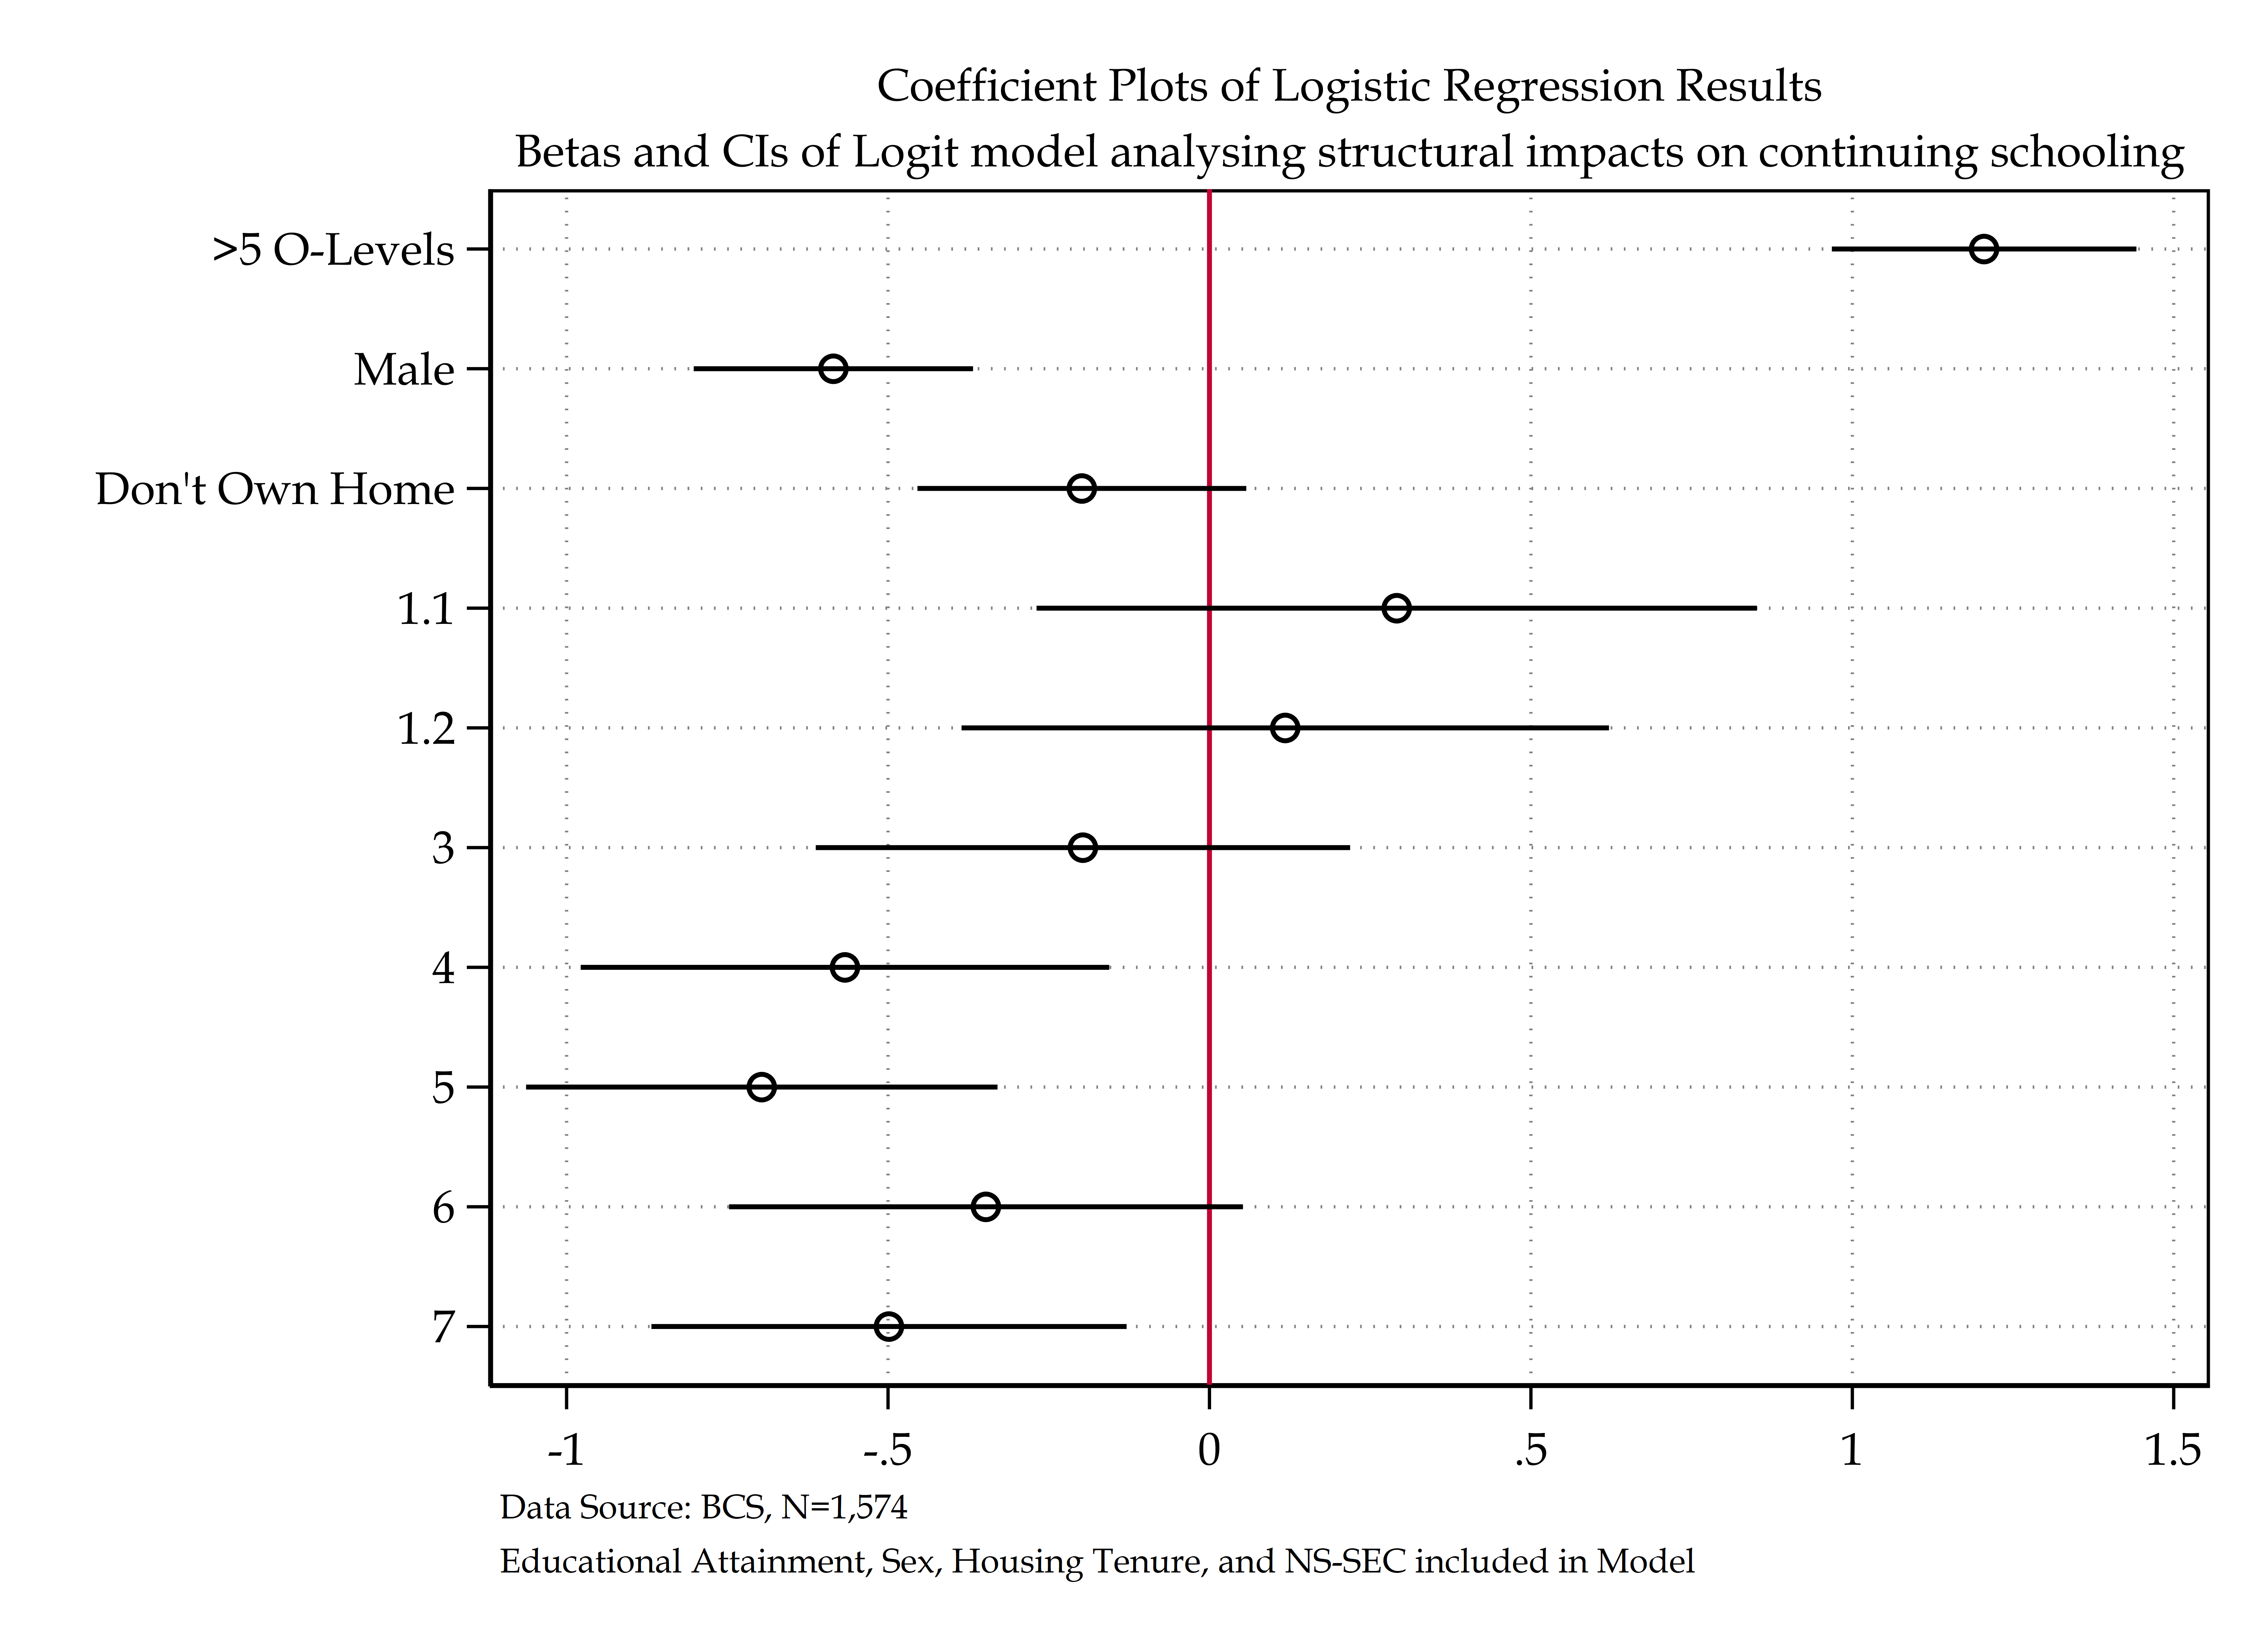 Coefficient Plots of Logistic Regression Results
Betas and CIs of Logit model analysing structural impacts on continuing schooling
>5 O-Levels
Male
Don't Own Home
1.1
1.2
3
4
5
6
7
-1 -.5 0 .5 1 1.5
Data Source: BCS, N=1,574
Educational Attainment, Sex, Housing Tenure, and NS-SEC included in Model